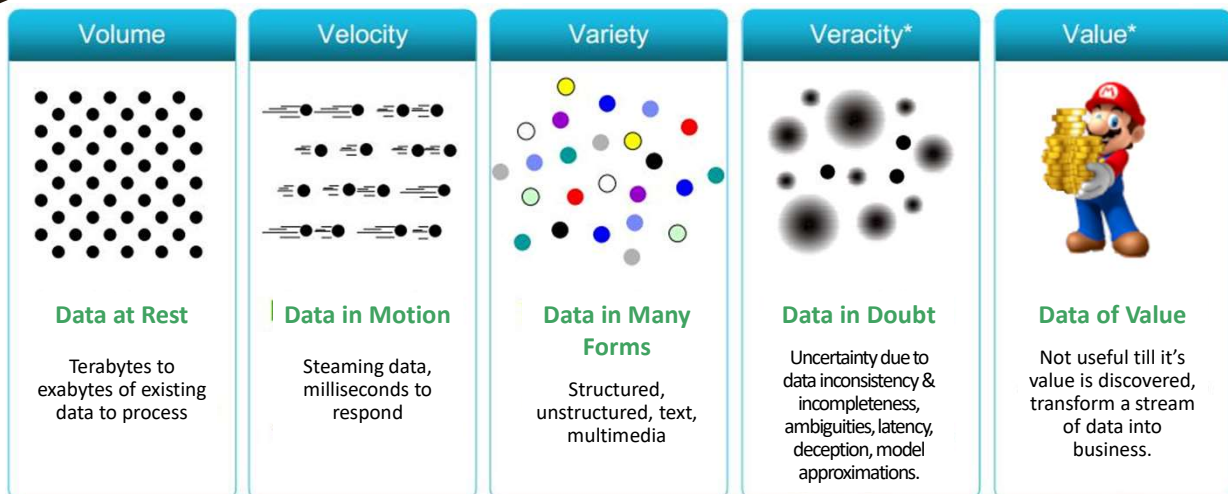 Volume
Data at Rest
Terabytes to
exabytes of existing
data to process
Velocity
Data in Motion
Steaming data,
milliseconds to
respond
Variety
Data in Many
Forms
Structured,
unstructured, text,
multimedia
Veracity*
Data in Doubt
Uncertainty due to
data inconsistency &
incompleteness,
ambiguities, latency,
deception, model
approximations.
Value*
M
Data of Value
Not useful till it's
value is discovered,
transform a stream
of data into
business.